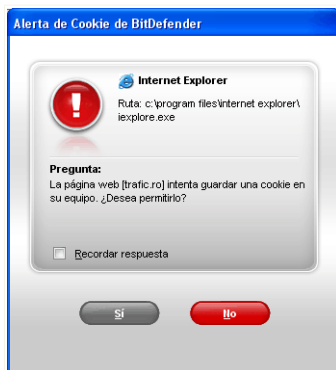 Alerta de Cookie de BitDefender
Internet Explorer
Ruta: c:\program files\internet explorer\
iexplore.exe
Pregunta:
La página web [trafic.ro] intenta guardar una cookie en
su equipo. ¿Desea permitirlo?
Recordar respuesta
Sí
No